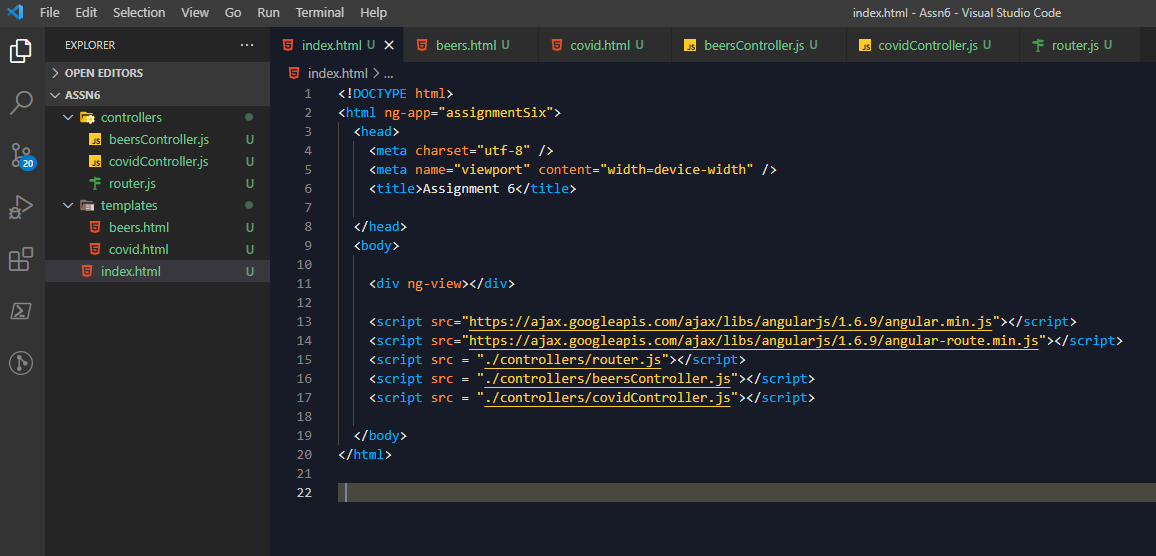 File Edit Selection View Go Run Terminal Help index.html - Assn6 - Visual Studio Code
EXPLORER ...
OPEN EDITORS
ASSN6
controllers
JS beersController.js U
JS covidController.js U
router.js U
templates
beers.html U
covid.html U
index.html U
20
index.html U beers.html U covid.html U JS beersController.js U JS covidController.js U router.js U
index.html > ...
1 <!DOCTYPE html>
2 <html ng-app="assignmentSix">
3 <head>
4 <meta charset="utf-8" />
5 <meta name="viewport" content="width=device-width" />
6 <title>Assignment 6</title>
7
8 </head>
9 <body>
10
11 <div ng-view></div>
12
13 <script src="https://ajax.googleapis.com/ajax/libs/angularjs/1.6.9/angular.min.js"></script>
14 <script src="https://ajax.googleapis.com/ajax/libs/angularjs/1.6.9/angular-route.min.js"></script>
15 <script src = "./controllers/router.js"></script>
16 <script src = "./controllers/beersController.js"></script>
17 <script src = "./controllers/covidController.js"></script>
18
19 </body>
20 </html>
21
22